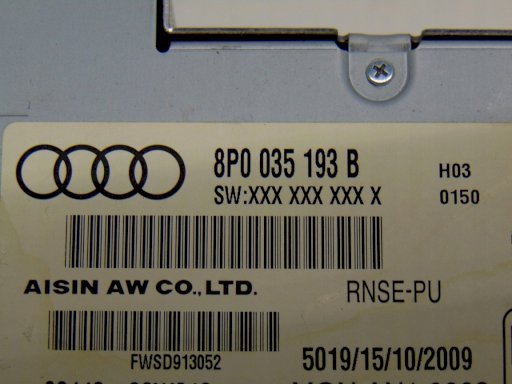 8P0 035 193 B
H03
SW:XXX XXX XXX X
0150
AISIN AW CO.,LTD.
RNSE-PU
FWSD913052
5019/15/10/2009